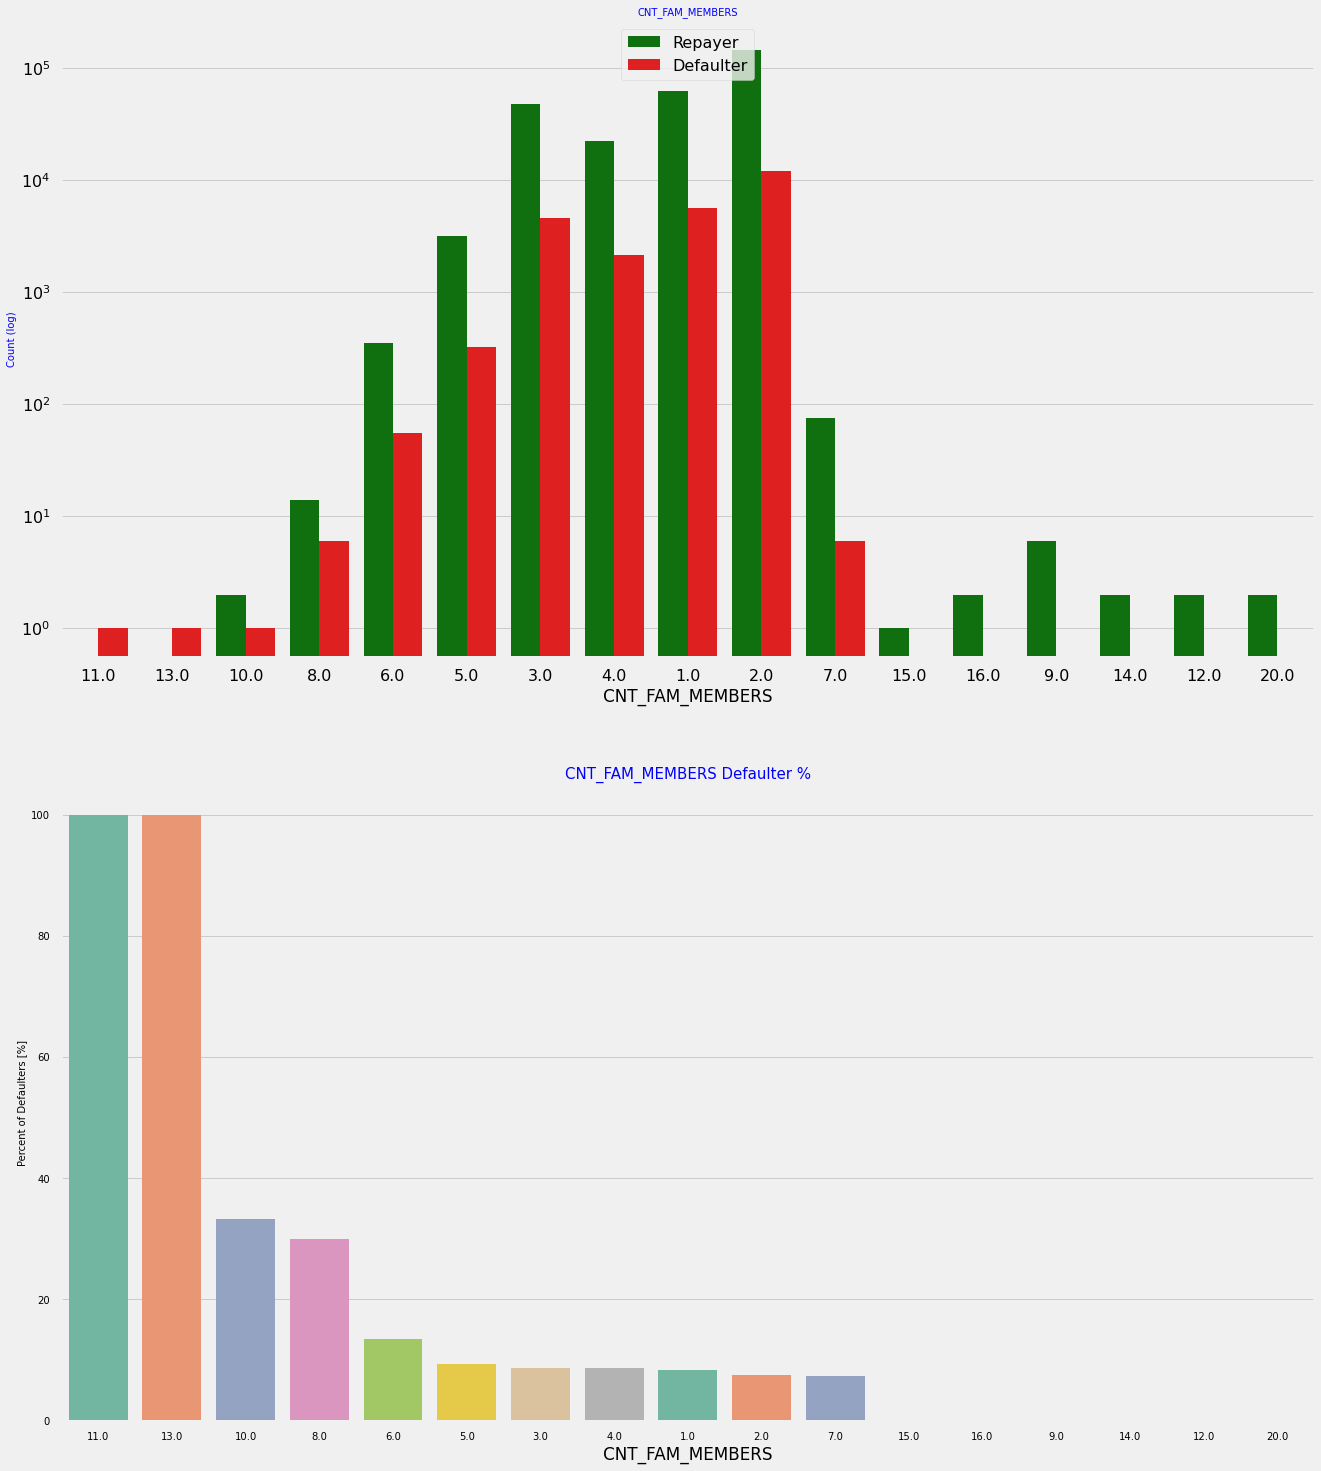 CNT_FAM_MEMBERS
Repayer
Defaulter
10^5
10^4
10^3
10^2
10^1
10^0
Count (log)
11.0 13.0 10.0 8.0 6.0 5.0 3.0 4.0 1.0 2.0 7.0 15.0 16.0 9.0 14.0 12.0 20.0
CNT_FAM_MEMBERS
CNT_FAM_MEMBERS Defaulter %
100
80
60
40
20
0
Percent of Defaulters [%]
11.0 13.0 10.0 8.0 6.0 5.0 3.0 4.0 1.0 2.0 7.0 15.0 16.0 9.0 14.0 12.0 20.0
CNT_FAM_MEMBERS